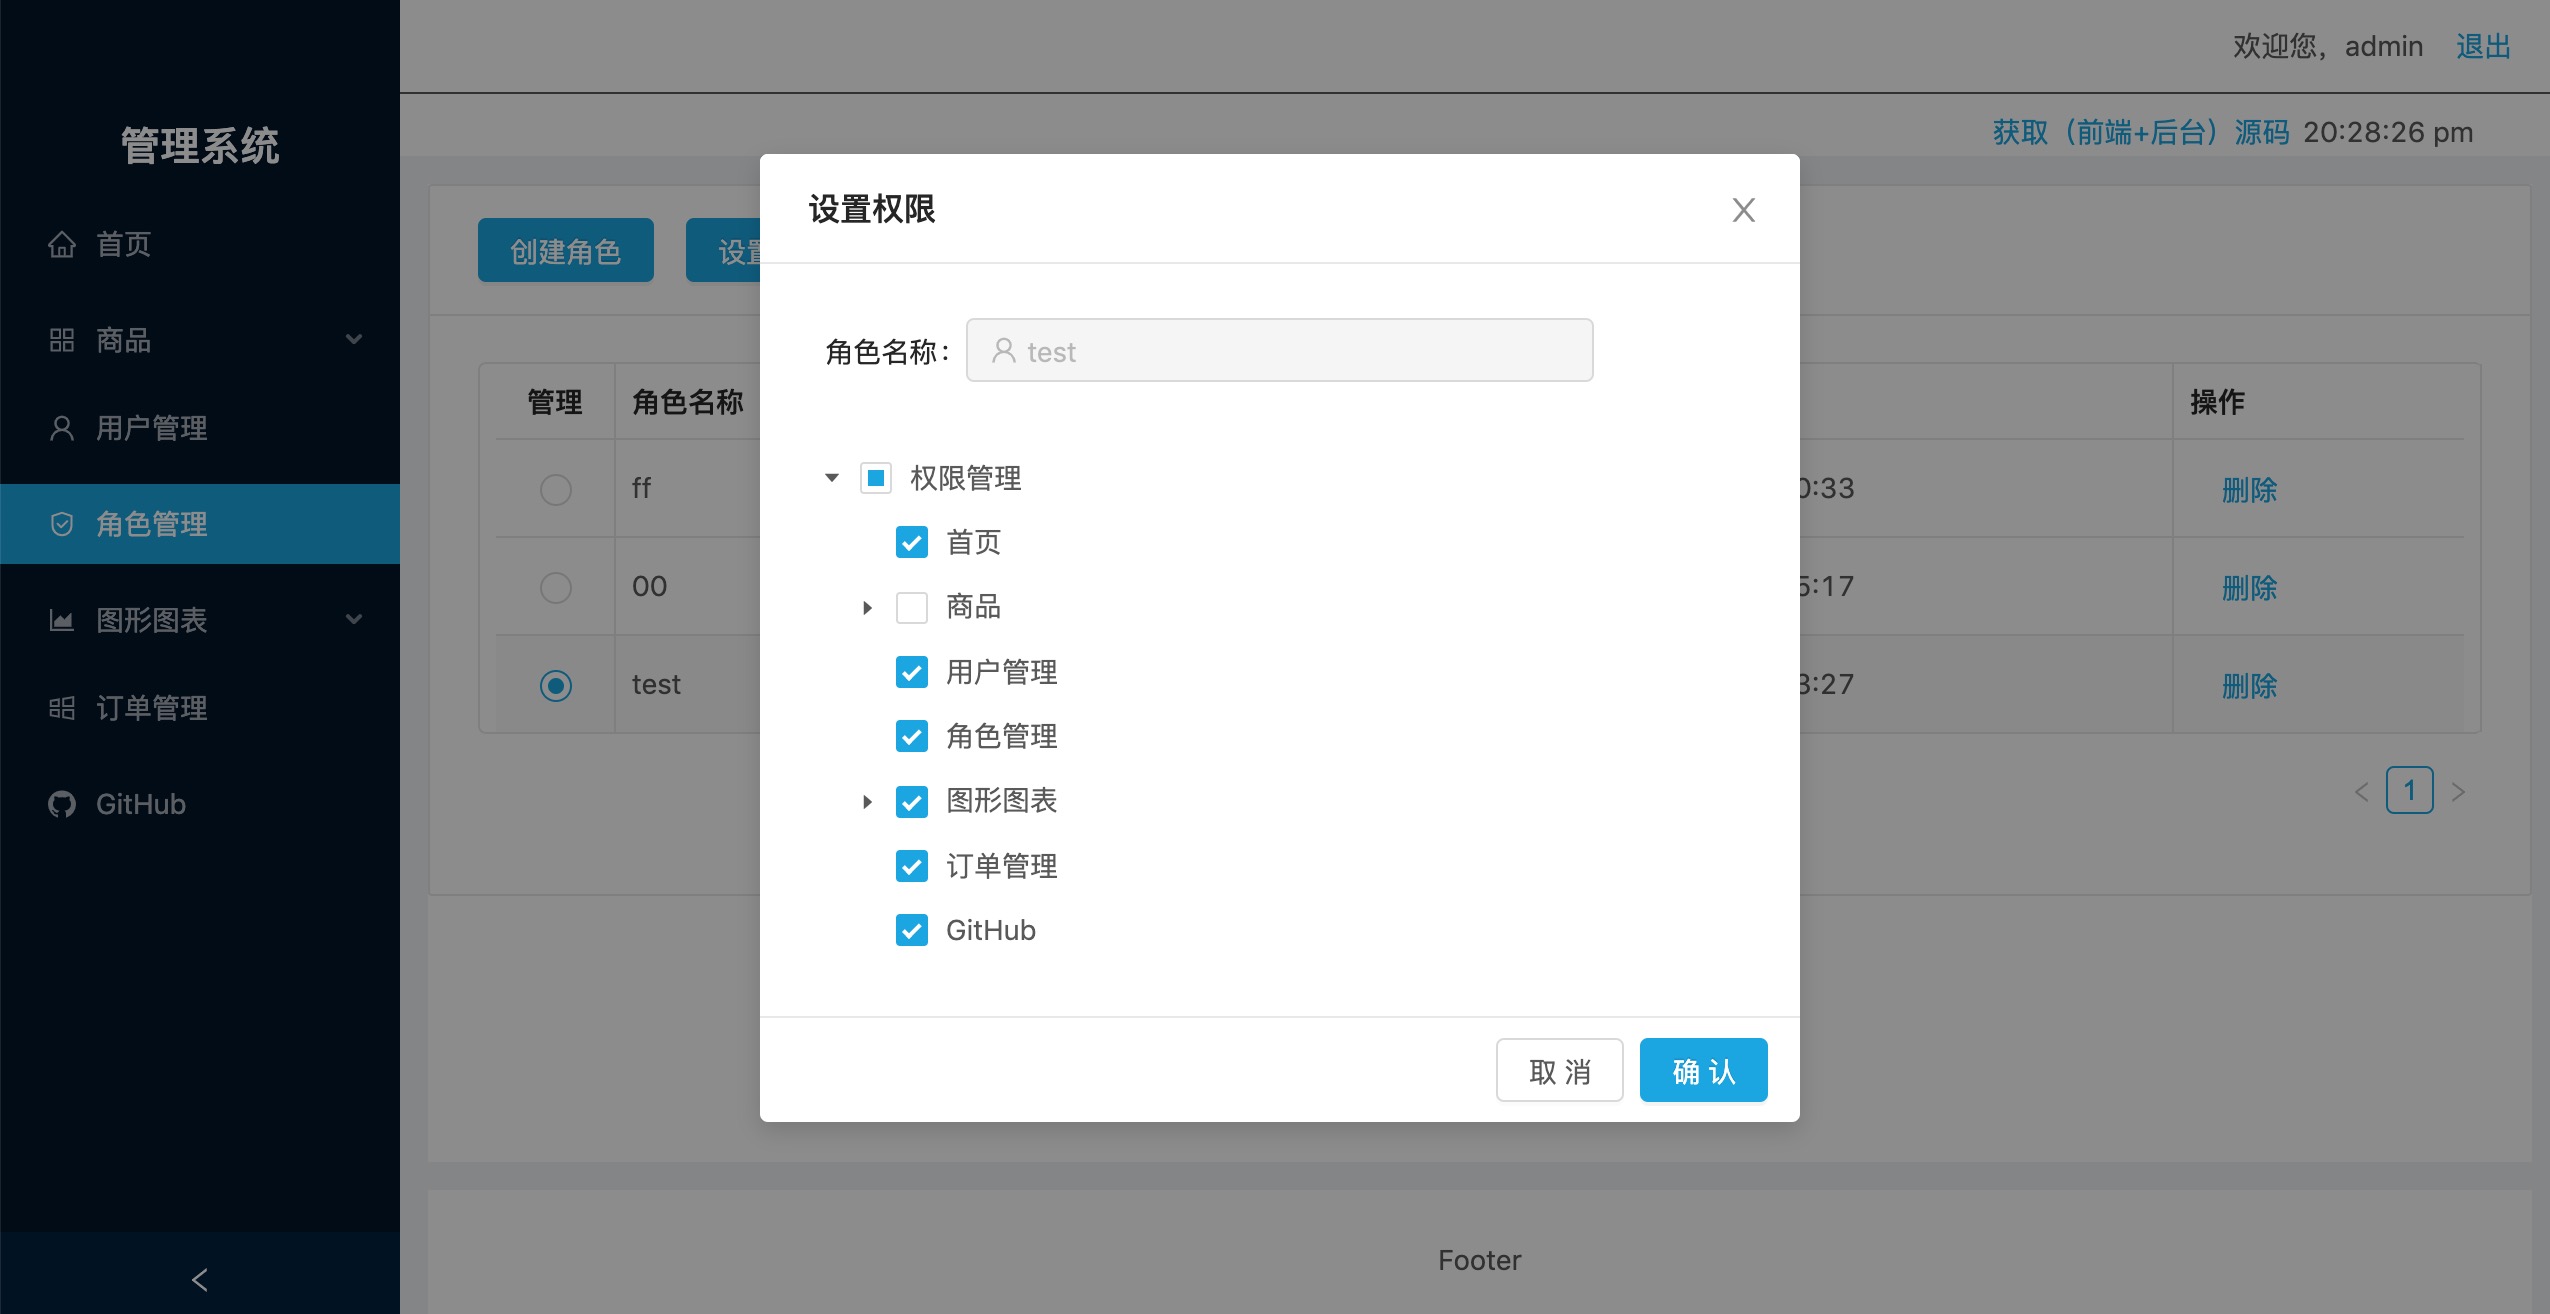 欢迎您，admin 退出
获取（前端+后台）源码 20:28:26 pm
管理系统
首页
商品
用户管理
角色管理
图形图表
订单管理
GitHub
创建角色 设置
管理 角色名称 操作
ff 0:33 删除
00 5:17 删除
test 3:27 删除
1
设置权限
角色名称: test
权限管理
首页
商品
用户管理
角色管理
图形图表
订单管理
GitHub
取 消 确 认
Footer